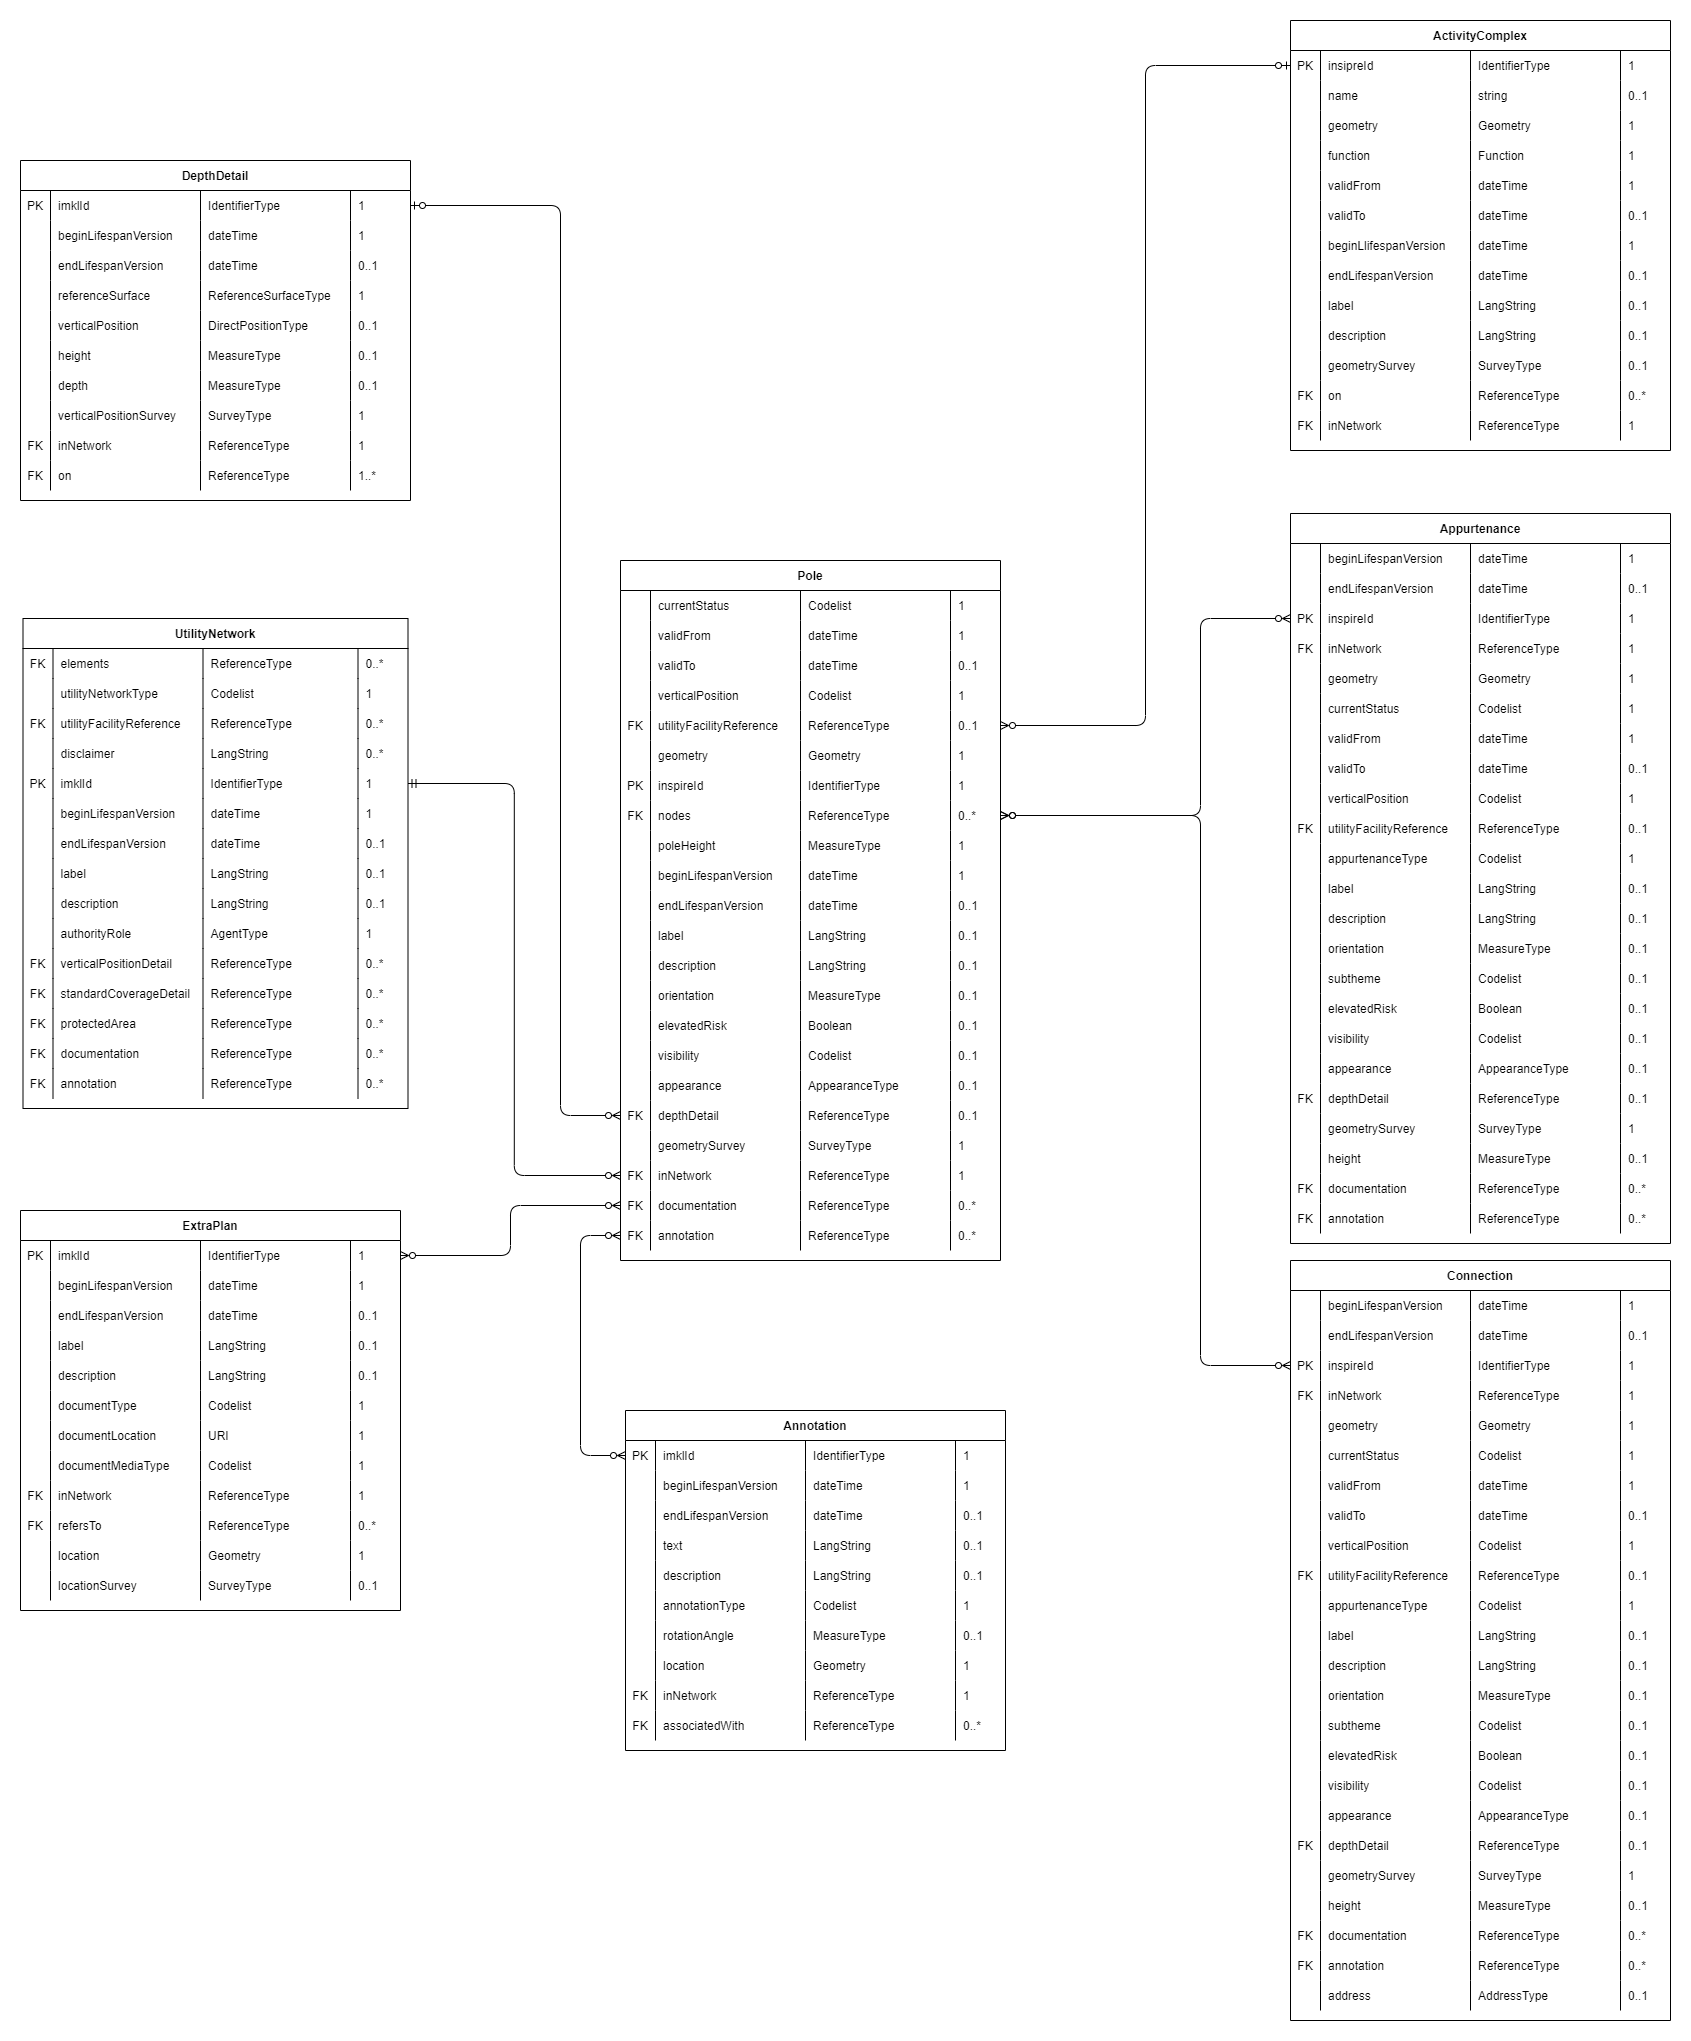 ActivityComplex
PK insipreId IdentifierType 1
name string 0..1
geometry Geometry 1
function Function 1
validFrom dateTime 1
validTo dateTime 0..1
beginLlifespanVersion dateTime 1
endLifespanVersion dateTime 0..1
label LangString 0..1
description LangString 0..1
geometrySurvey SurveyType 0..1
FK on ReferenceType 0..*
FK inNetwork ReferenceType 1
DepthDetail
PK imklId IdentifierType 1
beginLifespanVersion dateTime 1
endLifespanVersion dateTime 0..1
referenceSurface ReferenceSurfaceType 1
verticalPosition DirectPositionType 0..1
height MeasureType 0..1
depth MeasureType 0..1
verticalPositionSurvey SurveyType 1
FK inNetwork ReferenceType 1
FK on ReferenceType 1..*
UtilityNetwork
FK elements ReferenceType 0..*
utilityNetworkType Codelist 1
FK utilityFacilityReference ReferenceType 0..*
disclaimer LangString 0..*
PK imklId IdentifierType 1
beginLifespanVersion dateTime 1
endLifespanVersion dateTime 0..1
label LangString 0..1
description LangString 0..1
authorityRole AgentType 1
FK verticalPositionDetail ReferenceType 0..*
FK standardCoverageDetail ReferenceType 0..*
FK protectedArea ReferenceType 0..*
FK documentation ReferenceType 0..*
FK annotation ReferenceType 0..*
Pole
currentStatus Codelist 1
validFrom dateTime 1
validTo dateTime 0..1
verticalPosition Codelist 1
FK utilityFacilityReference ReferenceType 0..1
geometry Geometry 1
PK inspireId IdentifierType 1
FK nodes ReferenceType 0..*
poleHeight MeasureType 1
beginLifespanVersion dateTime 1
endLifespanVersion dateTime 0..1
label LangString 0..1
description LangString 0..1
orientation MeasureType 0..1
elevatedRisk Boolean 0..1
visibility Codelist 0..1
appearance AppearanceType 0..1
FK depthDetail ReferenceType 0..1
geometrySurvey SurveyType 1
FK inNetwork ReferenceType 1
FK documentation ReferenceType 0..*
FK annotation ReferenceType 0..*
Appurtenance
beginLifespanVersion dateTime 1
endLifespanVersion dateTime 0..1
PK inspireId IdentifierType 1
FK inNetwork ReferenceType 1
geometry Geometry 1
currentStatus Codelist 1
validFrom dateTime 1
validTo dateTime 0..1
verticalPosition Codelist 1
FK utilityFacilityReference ReferenceType 0..1
appurtenanceType Codelist 1
label LangString 0..1
description LangString 0..1
orientation MeasureType 0..1
subtheme Codelist 0..1
elevatedRisk Boolean 0..1
visibility Codelist 0..1
appearance AppearanceType 0..1
FK depthDetail ReferenceType 0..1
geometrySurvey SurveyType 1
height MeasureType 0..1
FK documentation ReferenceType 0..*
FK annotation ReferenceType 0..*
ExtraPlan
PK imklId IdentifierType 1
beginLifespanVersion dateTime 1
endLifespanVersion dateTime 0..1
label LangString 0..1
description LangString 0..1
documentType Codelist 1
documentLocation URI 1
documentMediaType Codelist 1
FK inNetwork ReferenceType 1
FK refersTo ReferenceType 0..*
location Geometry 1
locationSurvey SurveyType 0..1
Annotation
PK imklId IdentifierType 1
beginLifespanVersion dateTime 1
endLifespanVersion dateTime 0..1
text LangString 0..1
description LangString 0..1
annotationType Codelist 1
rotationAngle MeasureType 0..1
location Geometry 1
FK inNetwork ReferenceType 1
FK associatedWith ReferenceType 0..*
Connection
beginLifespanVersion dateTime 1
endLifespanVersion dateTime 0..1
PK inspireId IdentifierType 1
FK inNetwork ReferenceType 1
geometry Geometry 1
currentStatus Codelist 1
validFrom dateTime 1
validTo dateTime 0..1
verticalPosition Codelist 1
FK utilityFacilityReference ReferenceType 0..1
appurtenanceType Codelist 1
label LangString 0..1
description LangString 0..1
orientation MeasureType 0..1
subtheme Codelist 0..1
elevatedRisk Boolean 0..1
visibility Codelist 0..1
appearance AppearanceType 0..1
FK depthDetail ReferenceType 0..1
geometrySurvey SurveyType 1
height MeasureType 0..1
FK documentation ReferenceType 0..*
FK annotation ReferenceType 0..*
address AddressType 0..1